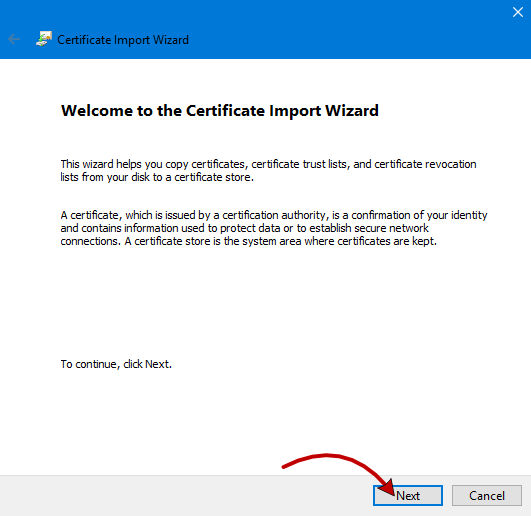 Certificate Import Wizard
Welcome to the Certificate Import Wizard
This wizard helps you copy certificates, certificate trust lists, and certificate revocation
lists from your disk to a certificate store.
A certificate, which is issued by a certification authority, is a confirmation of your identity
and contains information used to protect data or to establish secure network
connections. A certificate store is the system area where certificates are kept.
To continue, click Next.
Next
Cancel